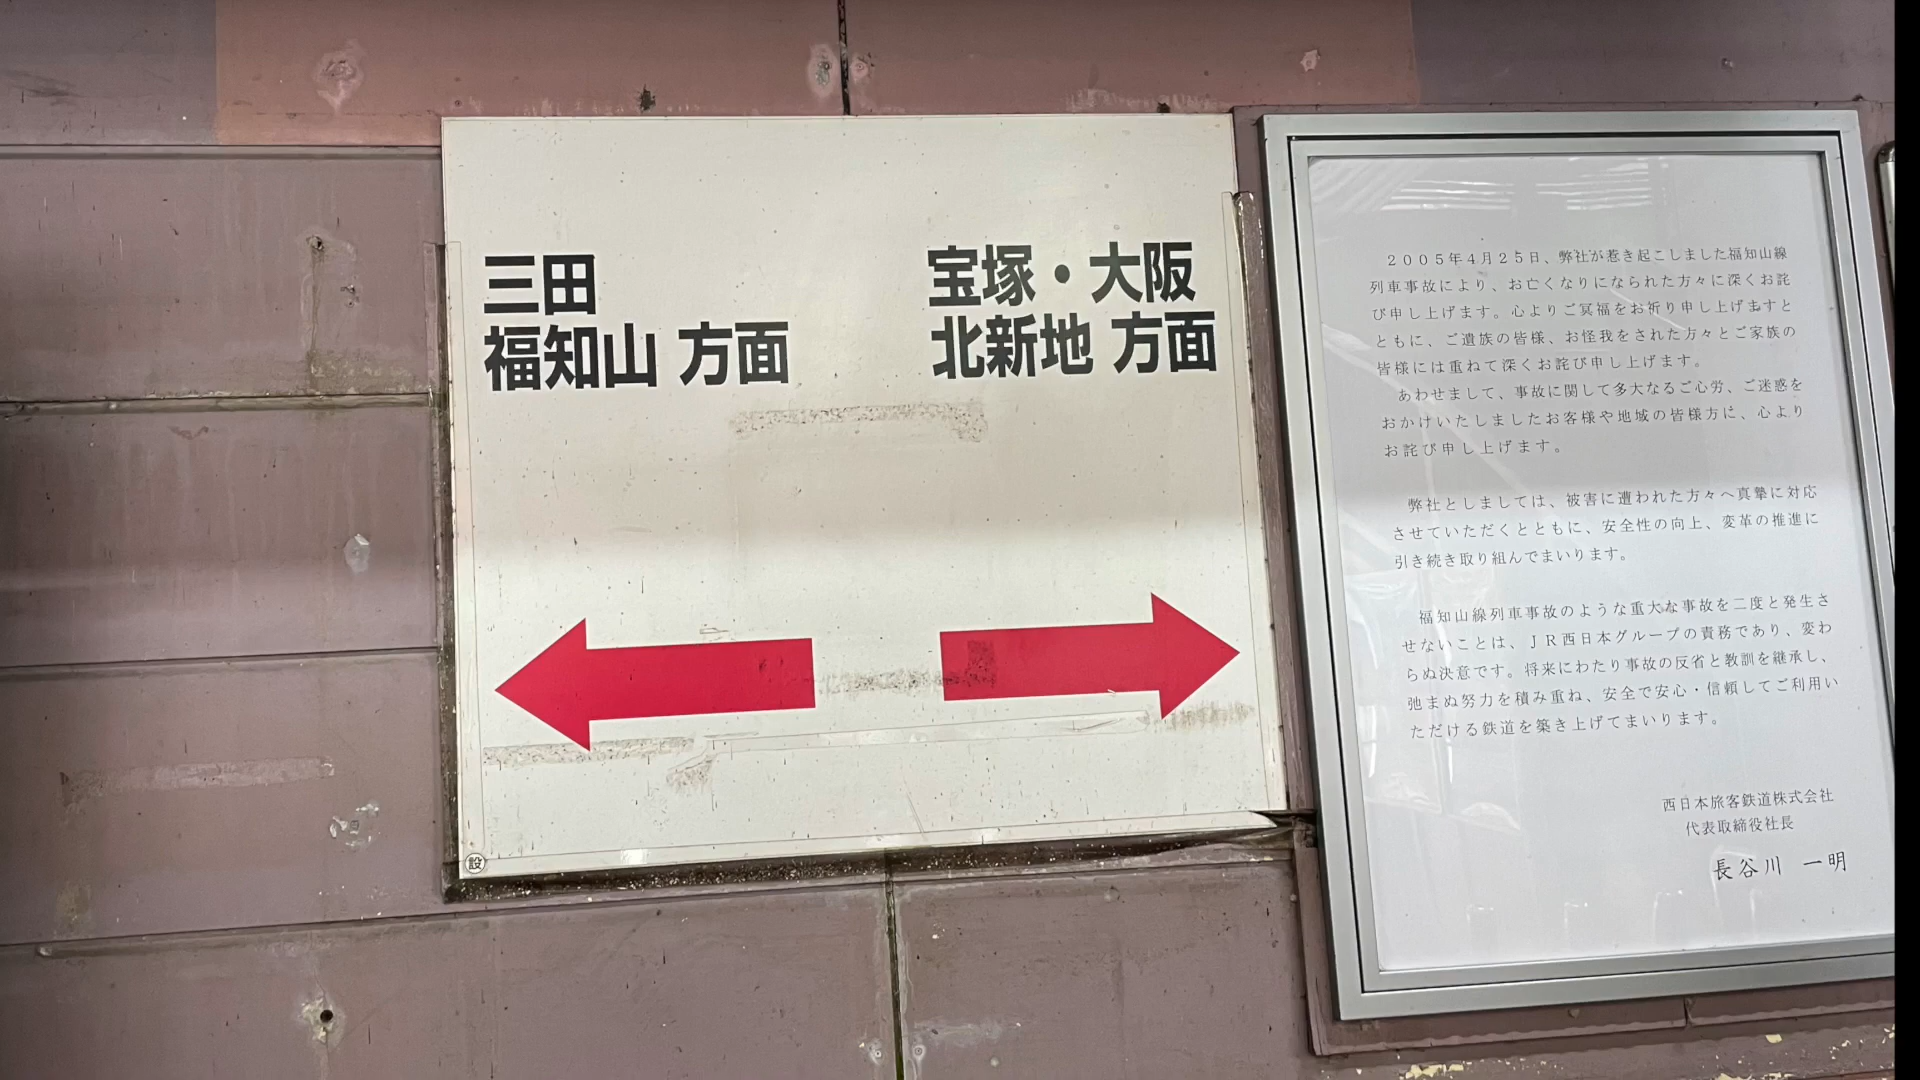 三田
福知山 方面
宝塚・大阪
北新地 方面
設
２００５年４月２５日、弊社が惹き起こしました福知山線
列車事故により、お亡くなりになられた方々に深くお詫
び申し上げます。心よりご冥福をお祈り申し上げますと
ともに、ご遺族の皆様、お怪我をされた方々とご家族の
皆様には重ねて深くお詫び申し上げます。
あわせまして、事故に関して多大なるご心労、ご迷惑を
おかけいたしましたお客様や地域の皆様方に、心より
お詫び申し上げます。
弊社としましては、被害に遭われた方々へ真摯に対応
させていただくとともに、安全性の向上、変革の推進に
引き続き取り組んでまいります。
福知山線列車事故のような重大な事故を二度と発生さ
せないことは、ＪＲ西日本グループの責務であり、変わ
らぬ決意です。将来にわたり事故の反省と教訓を継承し、
弛まぬ努力を積み重ね、安全で安心・信頼してご利用い
ただける鉄道を築き上げてまいります。
西日本旅客鉄道株式会社
代表取締役社長
長谷川 一明